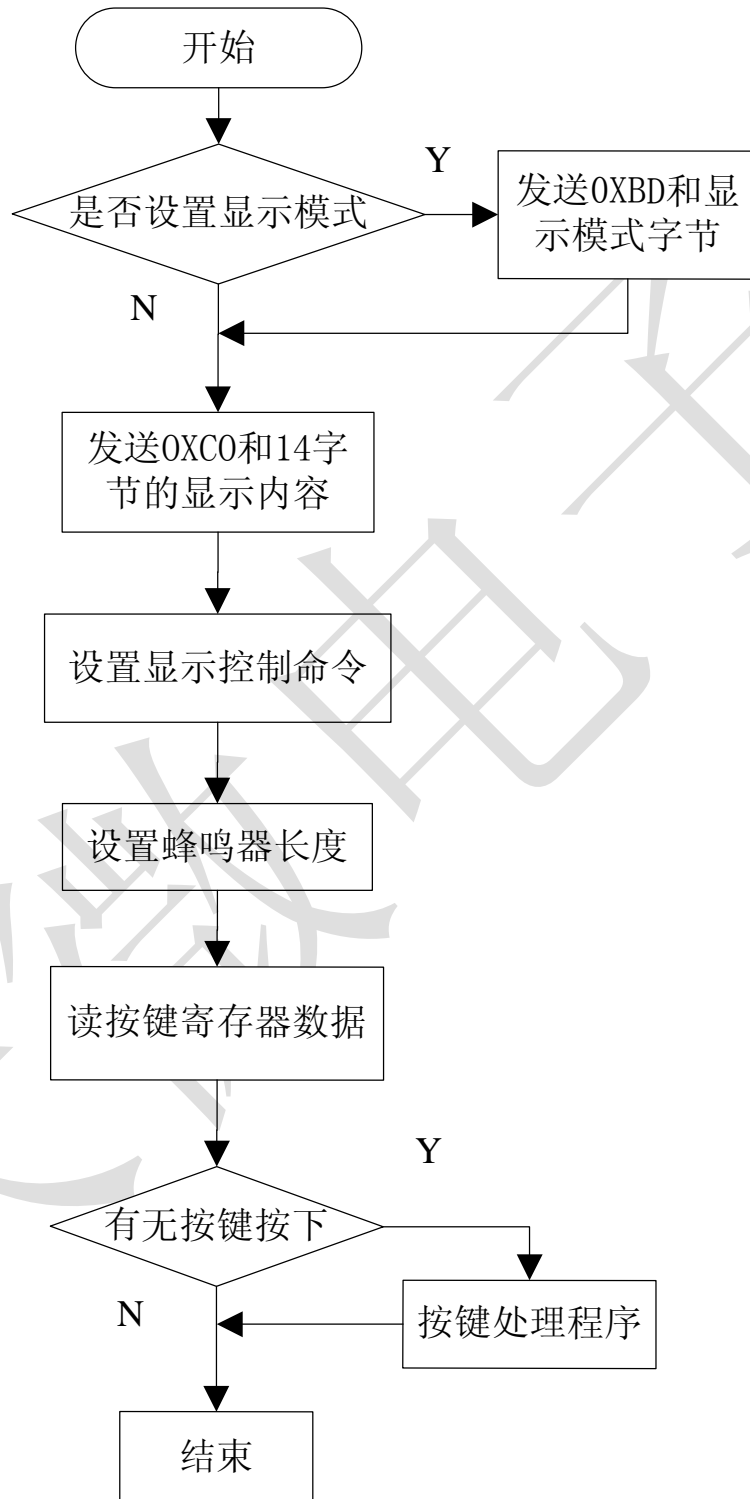 开始
是否设置显示模式
Y
发送0XBD和显
示模式字节
N
发送0XC0和14字
节的显示内容
设置显示控制命令
设置蜂鸣器长度
读按键寄存器数据
有无按键按下
Y
按键处理程序
N
结束
微电子